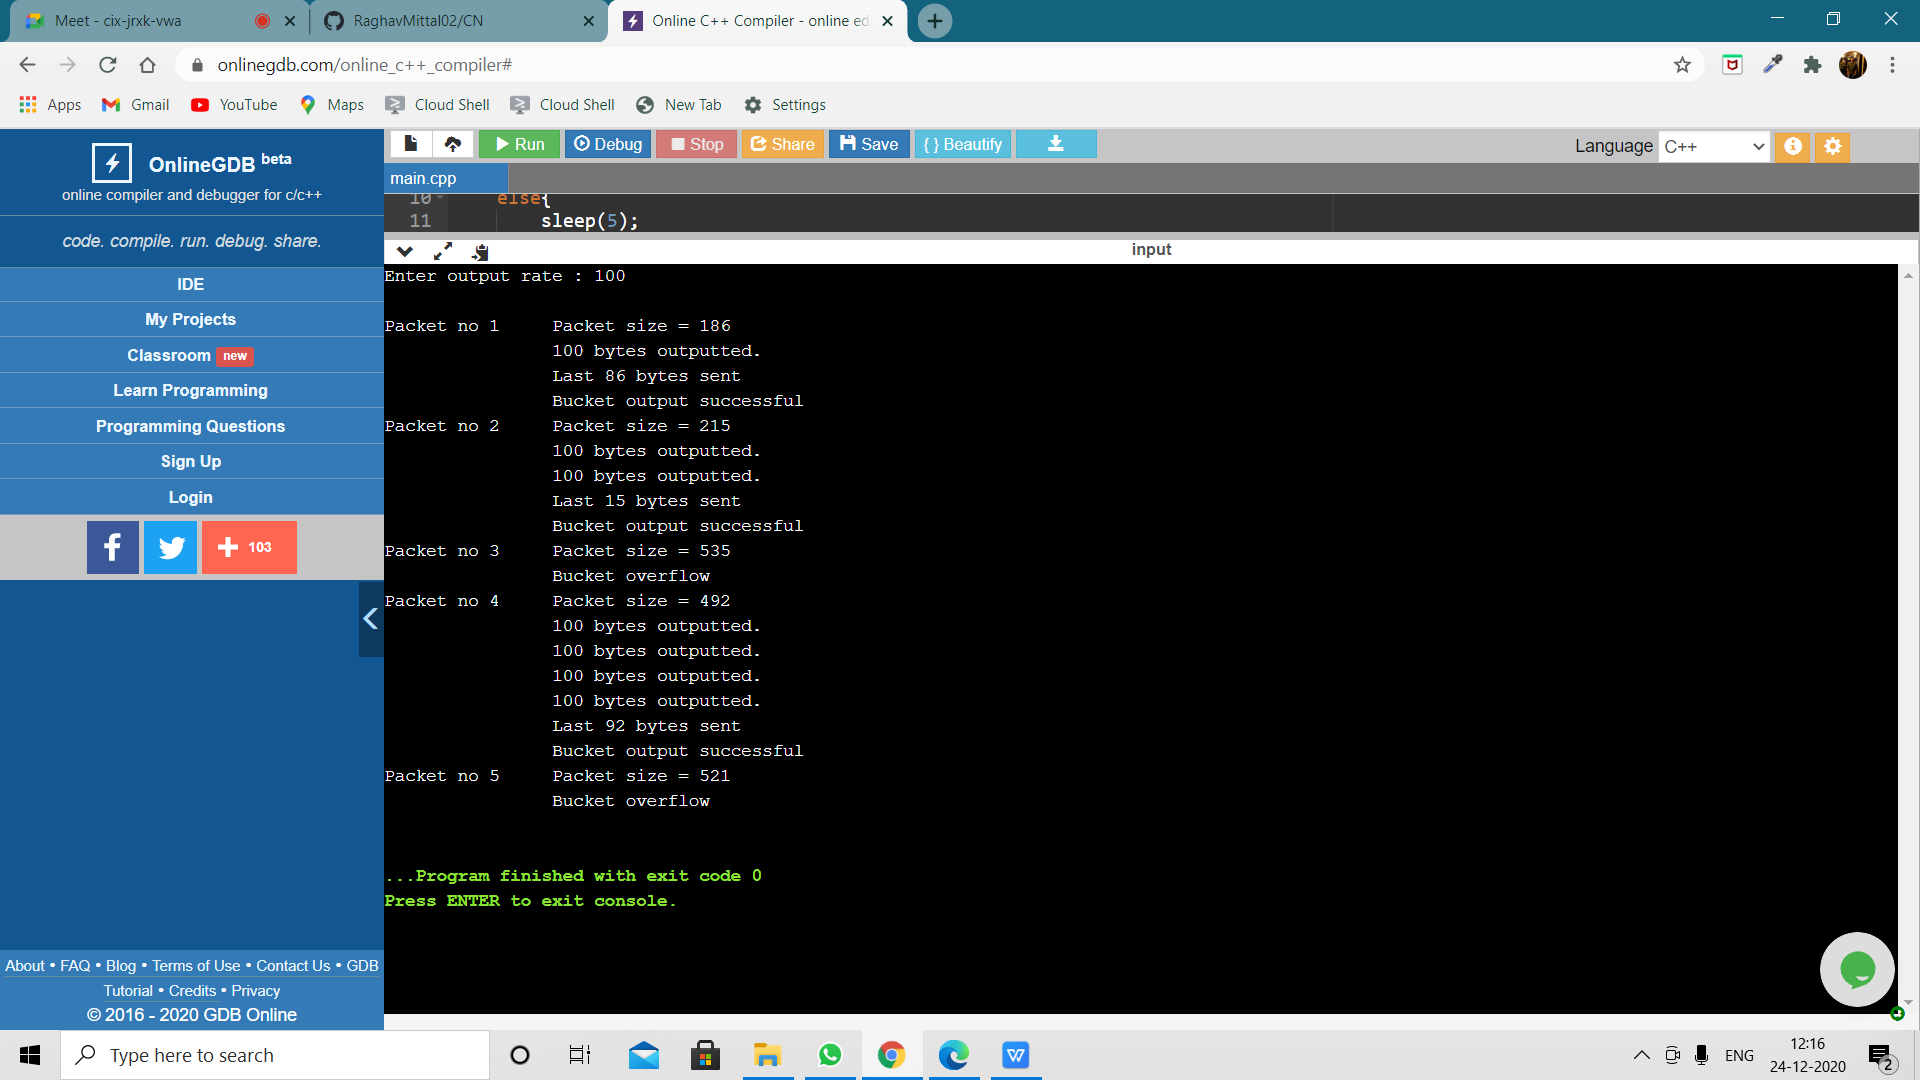 Meet - cix-jrxk-vwa
RaghavMittal02/CN
Online C++ Compiler - online ed
onlinegdb.com/online_c++_compiler#
Apps
Gmail
YouTube
Maps
Cloud Shell
Cloud Shell
New Tab
Settings
OnlineGDB beta
online compiler and debugger for c/c++
code. compile. run. debug. share.
IDE
My Projects
Classroom new
Learn Programming
Programming Questions
Sign Up
Login
103
About • FAQ • Blog • Terms of Use • Contact Us • GDB
Tutorial • Credits • Privacy
© 2016 - 2020 GDB Online
Run
Debug
Stop
Share
Save
{ } Beautify
Language C++
main.cpp
10 else{
11 sleep(5);
input
Enter output rate : 100
Packet no 1 Packet size = 186
100 bytes outputted.
Last 86 bytes sent
Bucket output successful
Packet no 2 Packet size = 215
100 bytes outputted.
100 bytes outputted.
Last 15 bytes sent
Bucket output successful
Packet no 3 Packet size = 535
Bucket overflow
Packet no 4 Packet size = 492
100 bytes outputted.
100 bytes outputted.
100 bytes outputted.
100 bytes outputted.
Last 92 bytes sent
Bucket output successful
Packet no 5 Packet size = 521
Bucket overflow
...Program finished with exit code 0
Press ENTER to exit console.
Type here to search
ENG
12:16
24-12-2020
2